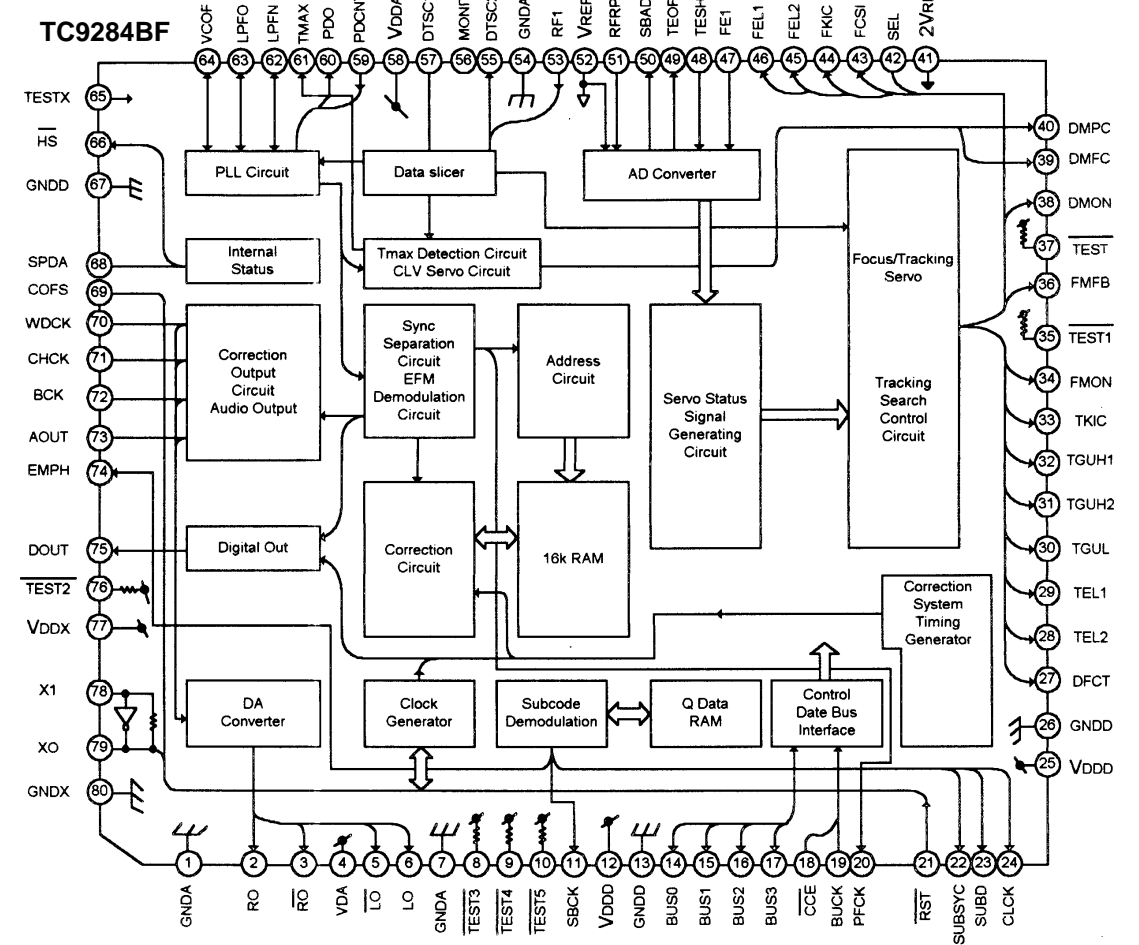 TC9284BF
VCOF
LPFO
LPFN
TMAX
PDO
PDCNT
VDDA
DTSC1
MOND
DTSC2
GNDA
RF1
VREF
RFRP
SBAD
TEOF
TESH
FE1
FEL1
FEL2
FKIC
FCSI
SEL
2VR
64 63 62 61 60 59 58 57 56 55 54 53 52 51 50 49 48 47 46 45 44 43 42 41
TESTX 65
HS 66
GNDD 67
SPDA 68
COFS 69
WDCK 70
CHCK 71
BCK 72
AOUT 73
EMPH 74
DOUT 75
TEST2 76
VDDX 77
X1 78
XO 79
GNDX 80
PLL Circuit
Data slicer
AD Converter
Internal
Status
Tmax Detection Circuit
CLV Servo Circuit
Focus/Tracking
Servo
Tracking
Search
Control
Circuit
Correction
Output
Circuit
Audio Output
Sync
Separation
Circuit
EFM
Demodulation
Circuit
Address
Circuit
Servo Status
Signal
Generating
Circuit
Digital Out
Correction
Circuit
16k RAM
Correction
System
Timing
Generator
DA
Converter
Clock
Generator
Subcode
Demodulation
Q Data
RAM
Control
Date Bus
Interface
40 DMPC
39 DMFC
38 DMON
37 TEST
36 FMFB
35 TEST1
34 FMON
33 TKIC
32 TGUH1
31 TGUH2
30 TGUL
29 TEL1
28 TEL2
27 DFCT
26 GNDD
25 VDDD
1 2 3 4 5 6 7 8 9 10 11 12 13 14 15 16 17 18 19 20 21 22 23 24
GNDA
RO
RO
VDA
LO
LO
GNDA
TEST3
TEST4
TEST5
SBCK
VDDD
GNDD
BUS0
BUS1
BUS2
BUS3
CCE
BUCK
PFCK
RST
SUBSYC
SUBD
CLCK